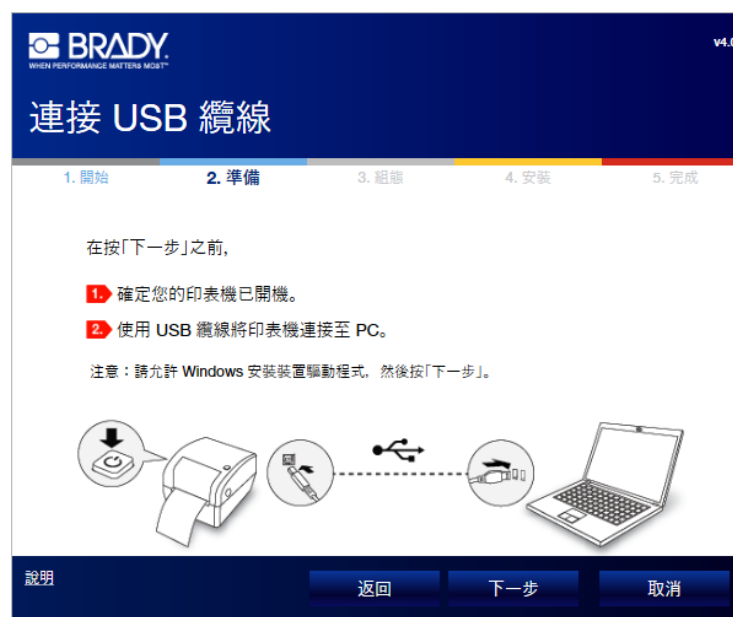 BRADY.
WHEN PERFORMANCE MATTERS MOST™
v4.0
連接 USB 纜線
1. 開始
2. 準備
3. 組態
4. 安裝
5. 完成
在按「下一步」之前,
1. 確定您的印表機已開機。
2. 使用 USB 纜線將印表機連接至 PC。
注意：請允許 Windows 安裝裝置驅動程式, 然後按「下一步」。
說明
返回
下一步
取消